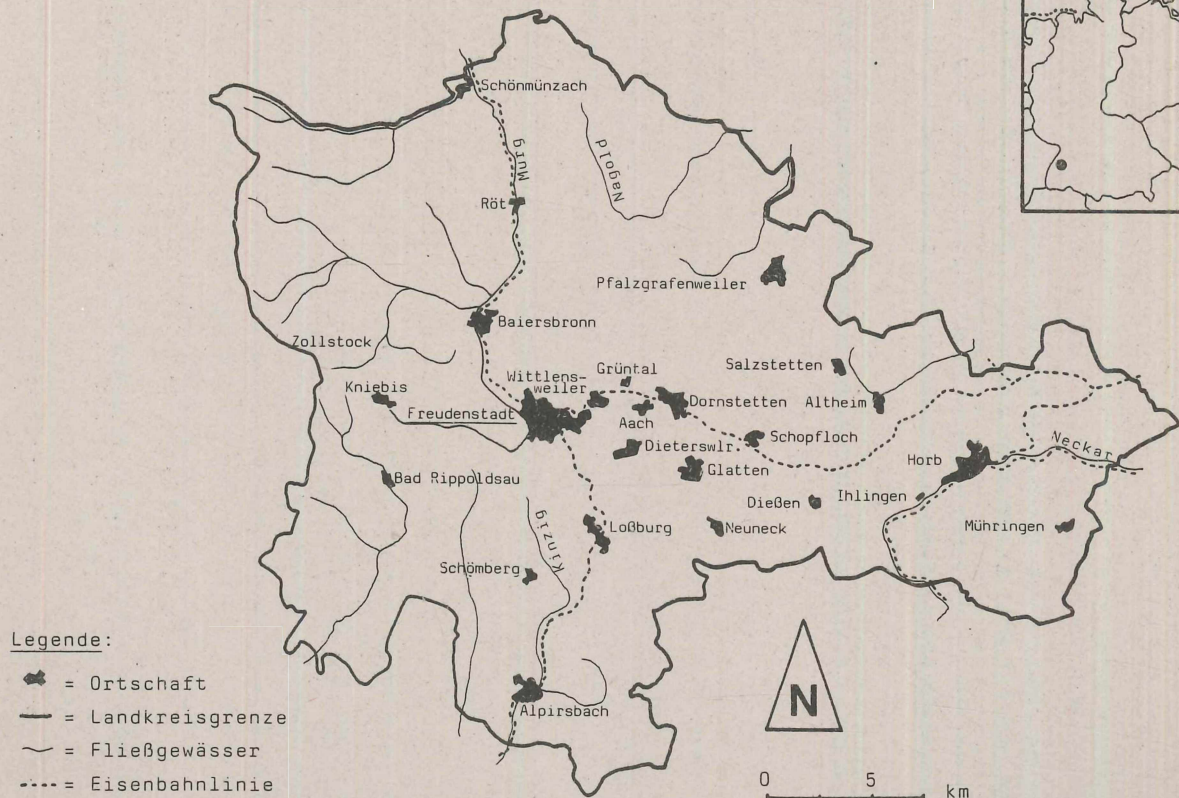 Schönmünzach
Murg
Nagold
Röt
Pfalzgrafenweiler
Baiersbronn
Zollstock
Salzstetten
Grüntal
Wittlens-
weiler
Kniebis
Freudenstadt
Aach
Dornstetten
Altheim
Schopfloch
Dieterswlr.
Glatten
Horb
Neckar
Bad Rippoldsau
Dießen
Ihlingen
Loßburg
Neuneck
Mühringen
Kinzig
Schömberg
Alpirsbach
N
Legende:
= Ortschaft
= Landkreisgrenze
= Fließgewässer
= Eisenbahnlinie
0 5 km